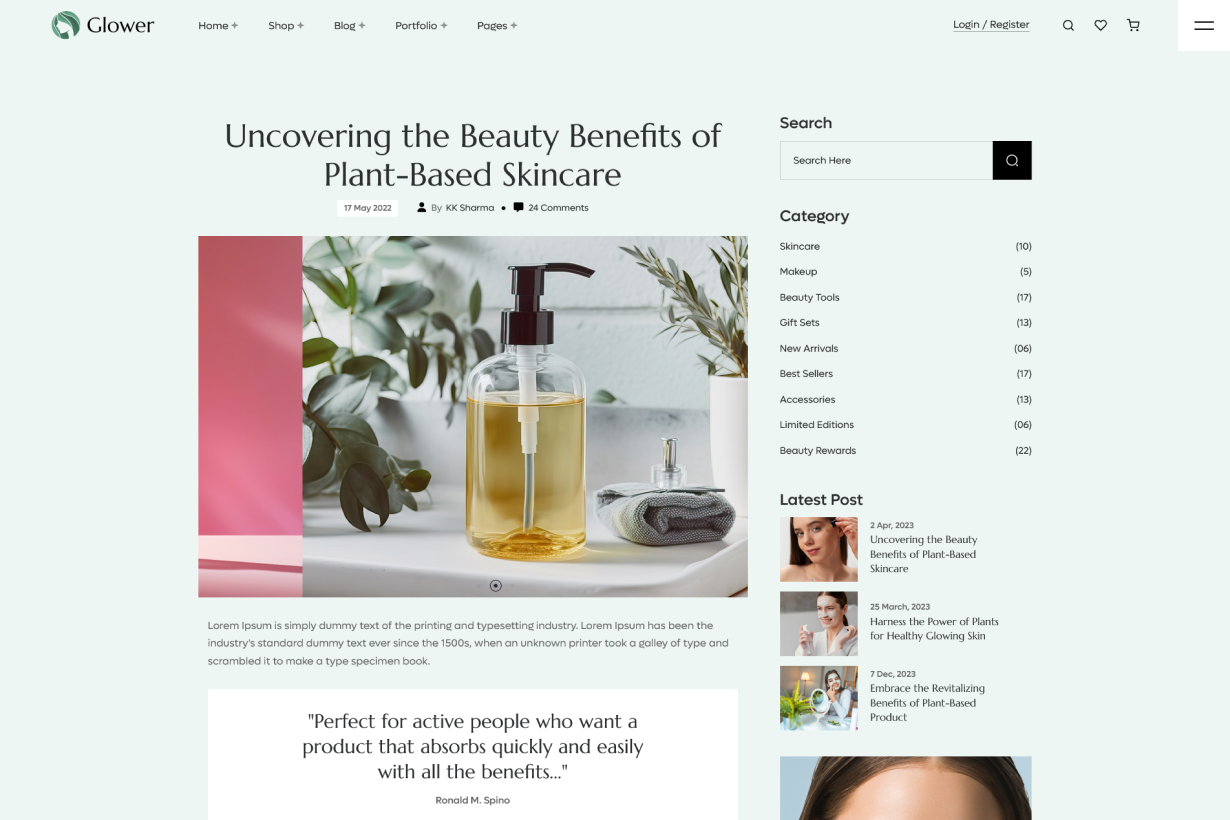 Glower
Home +
Shop +
Blog +
Portfolio +
Pages +
Login / Register
Uncovering the Beauty Benefits of
Plant-Based Skincare
17 May 2022
By KK Sharma • 24 Comments
Lorem Ipsum is simply dummy text of the printing and typesetting industry. Lorem Ipsum has been the
industry's standard dummy text ever since the 1500s, when an unknown printer took a galley of type and
scrambled it to make a type specimen book.
"Perfect for active people who want a
product that absorbs quickly and easily
with all the benefits..."
Ronald M. Spino
Search
Search Here
Category
Skincare (10)
Makeup (5)
Beauty Tools (17)
Gift Sets (13)
New Arrivals (06)
Best Sellers (17)
Accessories (13)
Limited Editions (06)
Beauty Rewards (22)
Latest Post
2 Apr, 2023
Uncovering the Beauty
Benefits of Plant-Based
Skincare
25 March, 2023
Harness the Power of Plants
for Healthy Glowing Skin
7 Dec, 2023
Embrace the Revitalizing
Benefits of Plant-Based
Product